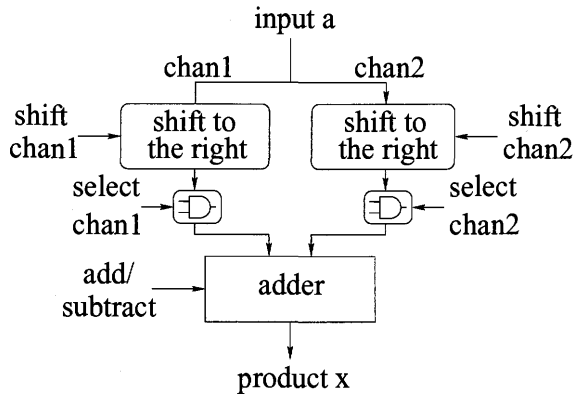 input a
chan1
chan2
shift
chan1
shift to
the right
shift to
the right
shift
chan2
select
chan1
select
chan2
add/
subtract
adder
product x